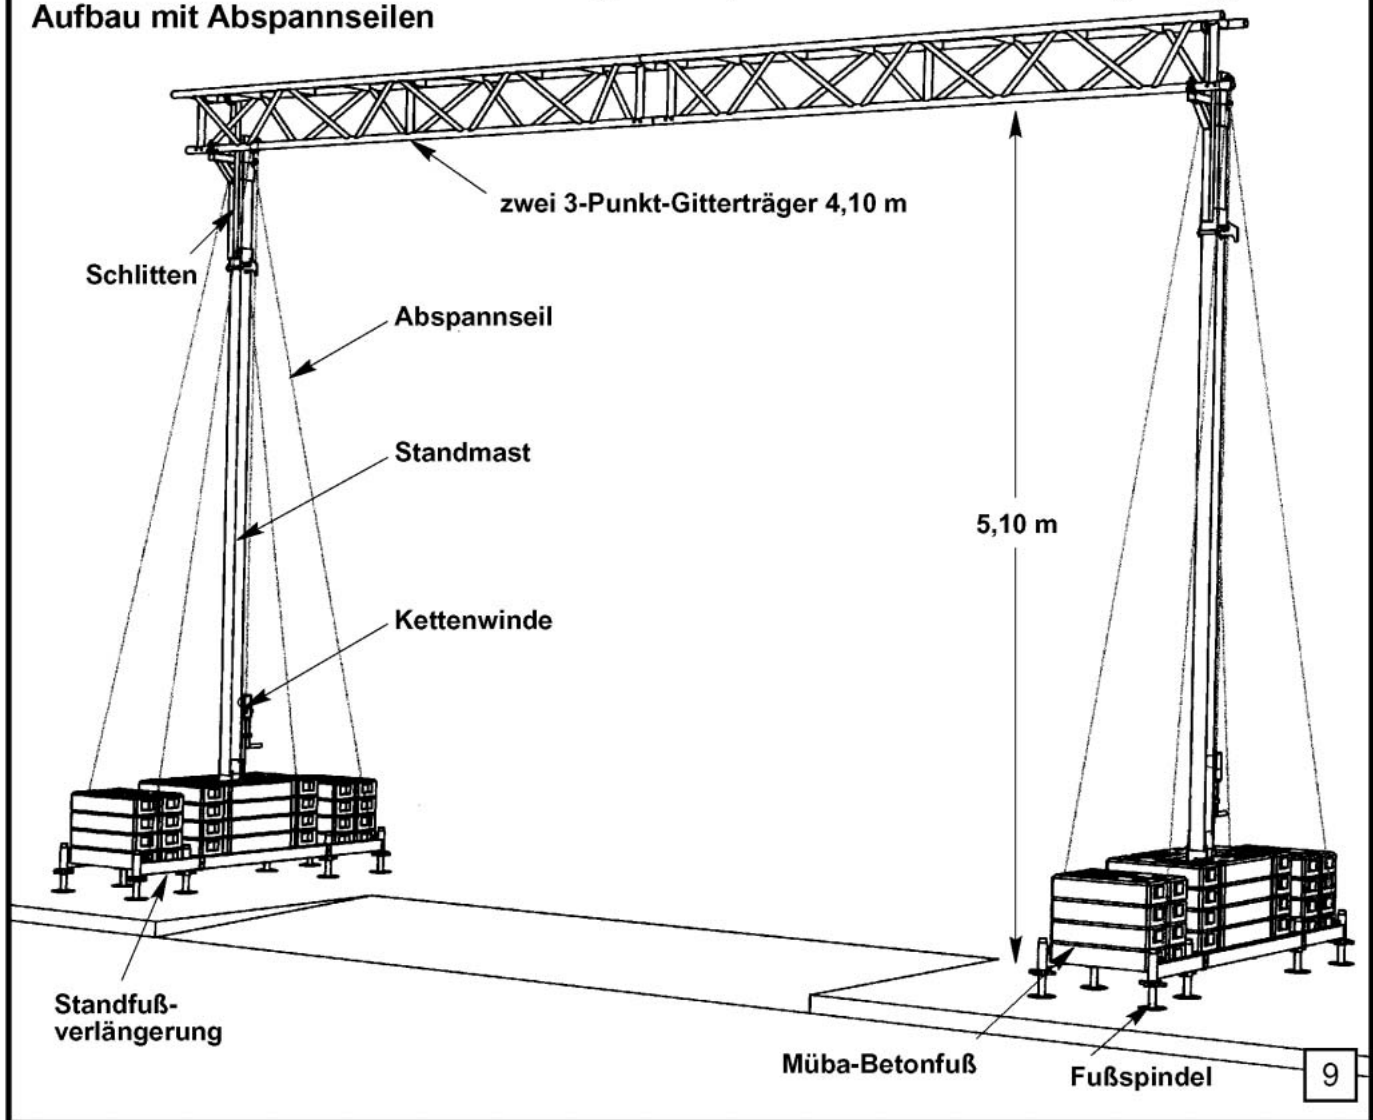 Aufbau mit Abspannseilen
zwei 3-Punkt-Gitterträger 4,10 m
Schlitten
Abspannseil
Standmast
5,10 m
Kettenwinde
Standfuß-
verlängerung
Müba-Betonfuß
Fußspindel
9